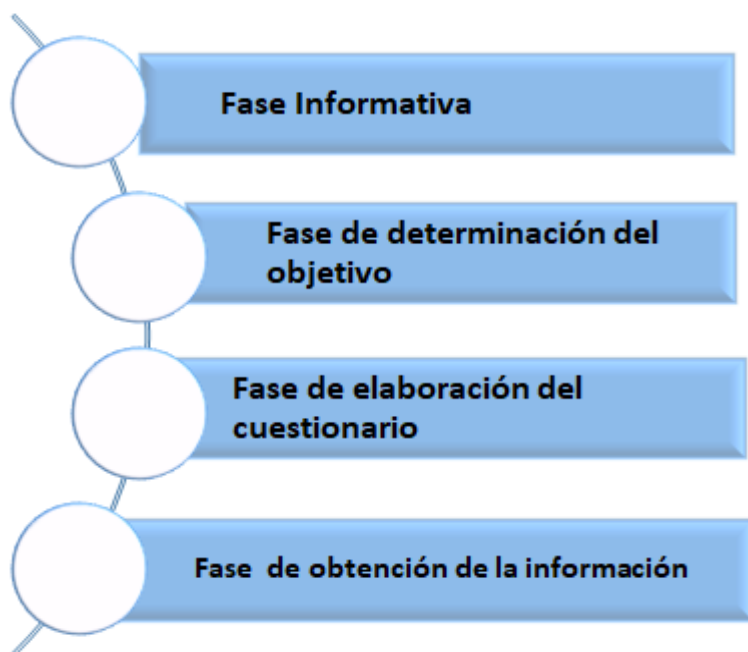 Fase Informativa
Fase de determinación del
objetivo
Fase de elaboración del
cuestionario
Fase de obtención de la información